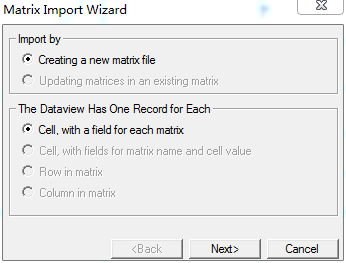 Matrix Import Wizard
Import by
Creating a new matrix file
Updating matrices in an existing matrix
The Dataview Has One Record for Each
Cell, with a field for each matrix
Cell, with fields for matrix name and cell value
Row in matrix
Column in matrix
<Back Next> Cancel